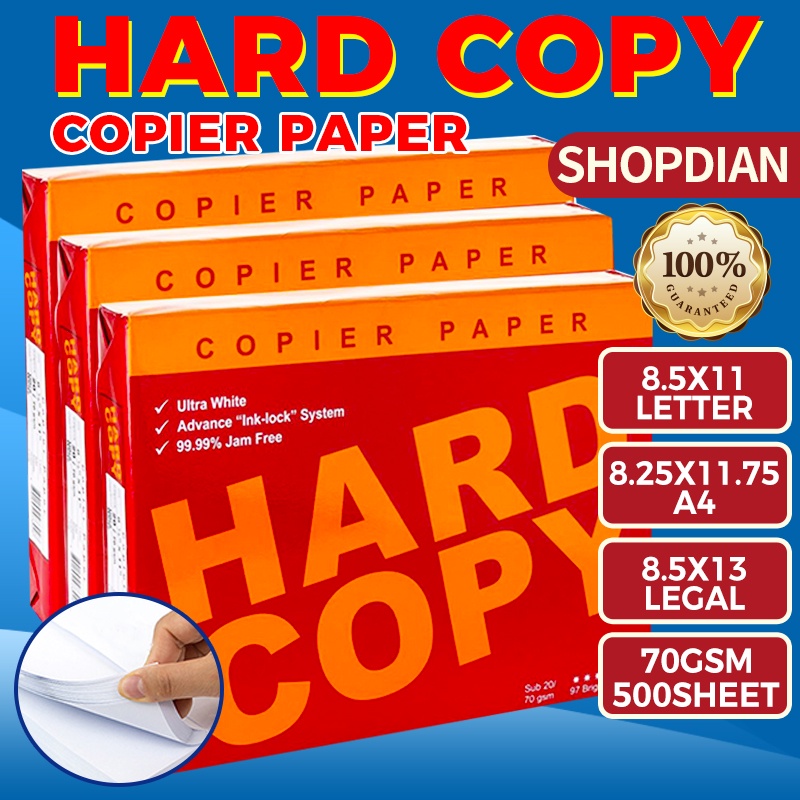 HARD COPY
COPIER PAPER
SHOPDIAN
100%
GUARANTEED
COPIER PAPER
COPIER PAPER
COPIER PAPER
✓ Ultra White
✓ Advance “Ink-lock” System
✓ 99.99% Jam Free
HARD
COPY
Sub 20/
70 gsm
8.5X11
LETTER
8.25X11.75
A4
8.5X13
LEGAL
70GSM
500SHEET